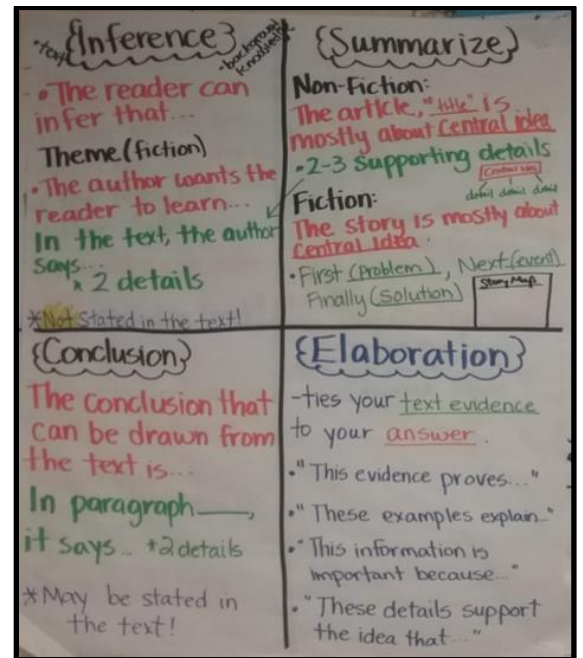 {Inference}
•text
•background
knowledge
•The reader can
infer that...
Theme (fiction)
•The author wants the
reader to learn...
In the text, the author
says...
* 2 details
*Not stated in the text!
{Summarize}
Non-Fiction:
The article, "title" is
mostly about Central idea
•2-3 supporting details
Central idea
detail detail detail
Fiction:
The story is mostly about
Central Idea.
•First (Problem), Next (event),
Finally (Solution)
Story Map
{Conclusion}
The conclusion that
can be drawn from
the text is...
In paragraph ___,
it says... *2 details
*May be stated in
the text!
{Elaboration}
-ties your text evidence
to your answer.
•"This evidence proves..."
•"These examples explain..."
•"This information is
important because..."
•"These details support
the idea that..."